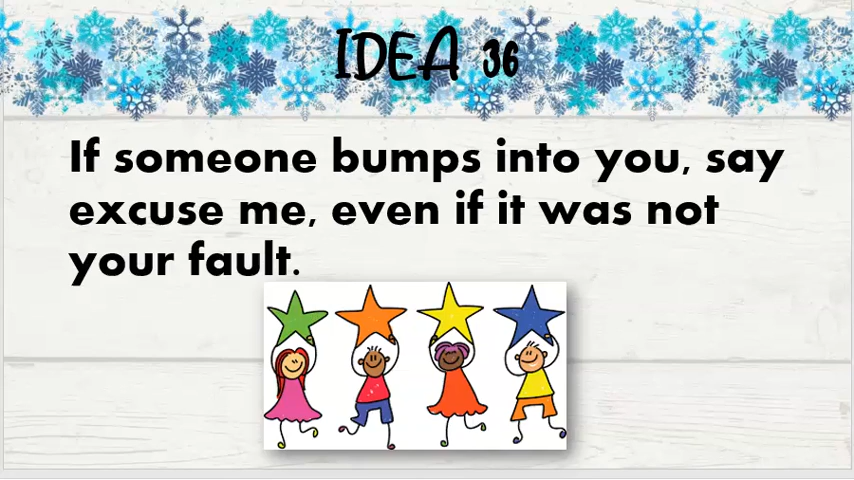 IDEA 36
If someone bumps into you, say
excuse me, even if it was not
your fault.